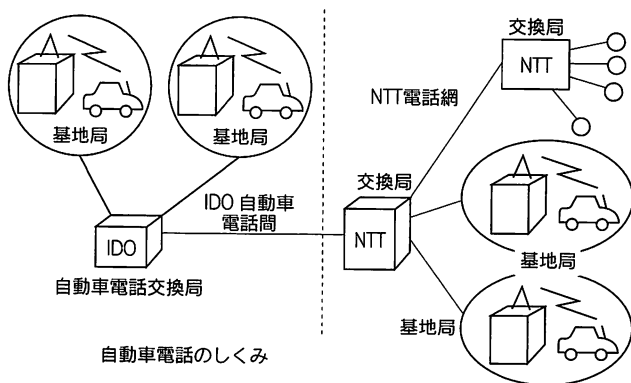 基地局
基地局
IDO
自動車電話交換局
IDO 自動車
電話間
自動車電話のしくみ
交換局
NTT
NTT電話網
交換局
NTT
基地局
基地局